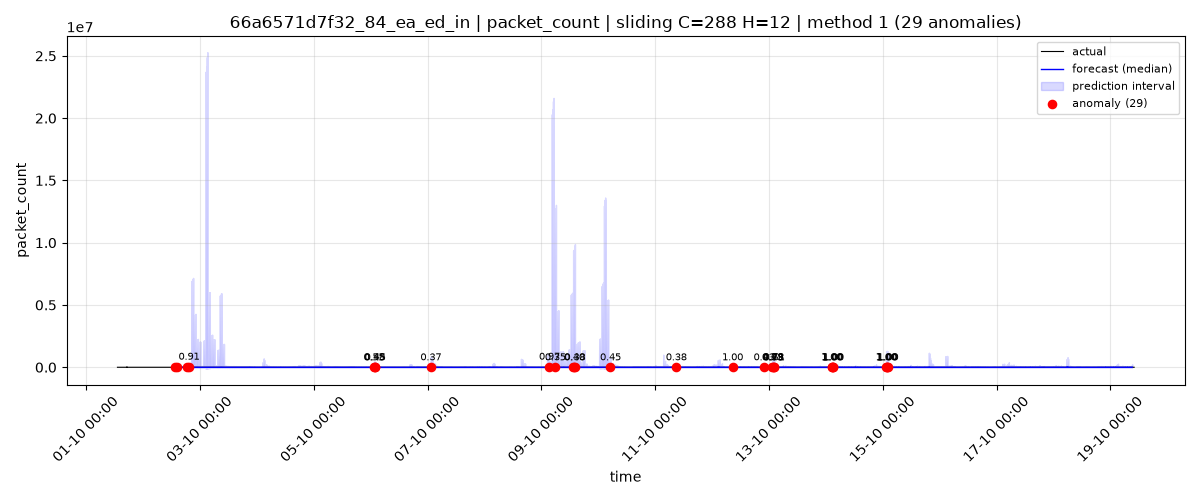 66a6571d7f32_84_ea_ed_in | packet_count | sliding C=288 H=12 | method 1 (29 anomalies)
1e7
2.5
2.0
1.5
1.0
0.5
0.0
packet_count
actual
forecast (median)
prediction interval
anomaly (29)
0.91
0.37
0.45
0.38
1.00
1.00
1.00
01-10 00:00
03-10 00:00
05-10 00:00
07-10 00:00
09-10 00:00
11-10 00:00
13-10 00:00
15-10 00:00
17-10 00:00
19-10 00:00
time